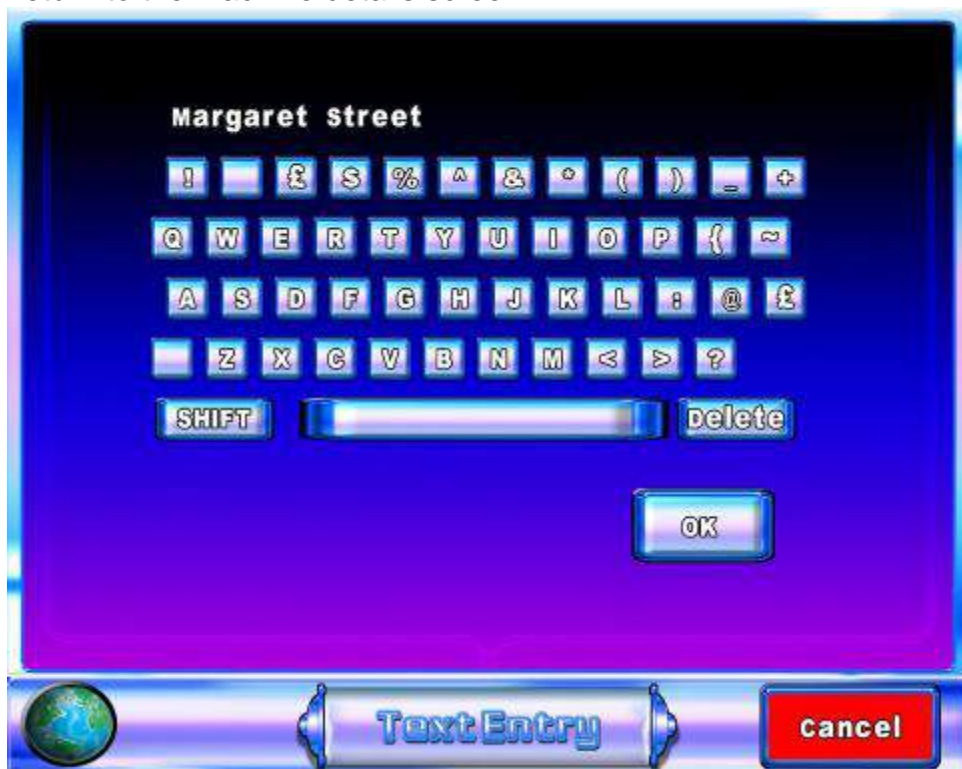 Margaret Street
! £ $ % ^ & * ( ) _ +
Q W E R T Y U I O P { ~
A S D F G H J K L : @ £
Z X C V B N M < > ?
SHIFT Delete
OK
Text Entry Cancel